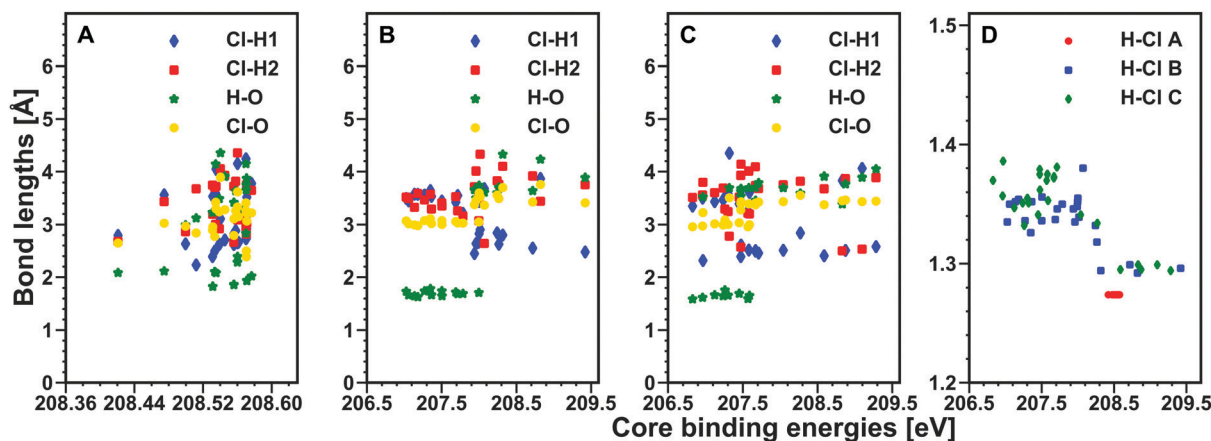 Bond lengths [Å]
A
Cl-H1
Cl-H2
H-O
Cl-O
6
5
4
3
2
1
0
208.36 208.44 208.52 208.60
B
Cl-H1
Cl-H2
H-O
Cl-O
6
5
4
3
2
1
0
206.5 207.5 208.5 209.5
C
Cl-H1
Cl-H2
H-O
Cl-O
6
5
4
3
2
1
0
206.5 207.5 208.5 209.5
D
H-Cl A
H-Cl B
H-Cl C
1.5
1.4
1.3
1.2
206.5 207.5 208.5 209.5
Core binding energies [eV]